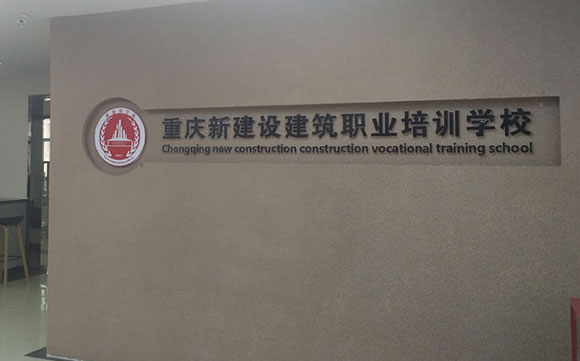 重庆新建设建筑职业培训学校
Chongqing new construction construction vocational training school